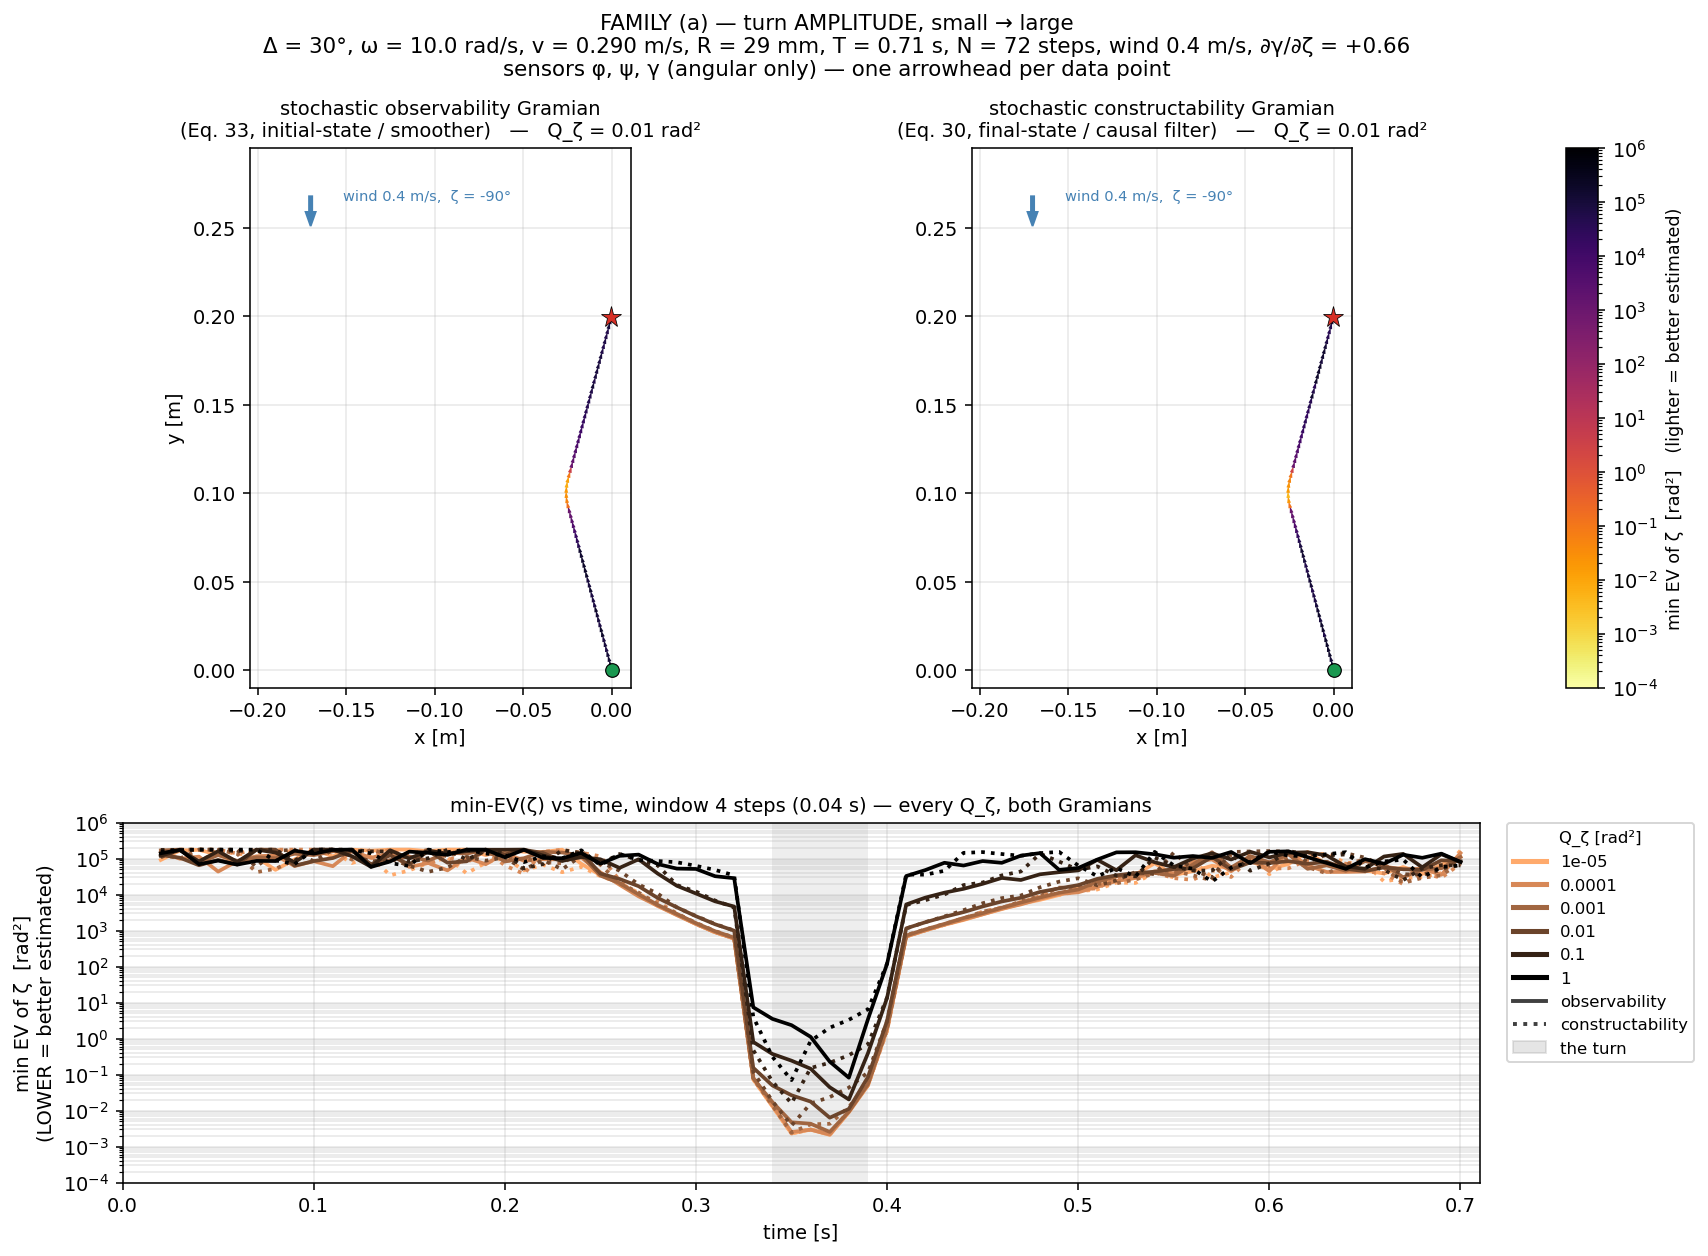 FAMILY (a) — turn AMPLITUDE, small → large
Δ = 30°, ω = 10.0 rad/s, v = 0.290 m/s, R = 29 mm, T = 0.71 s, N = 72 steps, wind 0.4 m/s, ∂γ/∂ζ = +0.66
sensors φ, ψ, γ (angular only) — one arrowhead per data point
stochastic observability Gramian
(Eq. 33, initial-state / smoother) — Q_ζ = 0.01 rad²
wind 0.4 m/s, ζ = -90°
y [m]
0.25
0.20
0.15
0.10
0.05
0.00
−0.20 −0.15 −0.10 −0.05 0.00
x [m]
stochastic constructability Gramian
(Eq. 30, final-state / causal filter) — Q_ζ = 0.01 rad²
wind 0.4 m/s, ζ = -90°
0.25
0.20
0.15
0.10
0.05
0.00
−0.20 −0.15 −0.10 −0.05 0.00
x [m]
10⁶
10⁵
10⁴
10³
10²
10¹
10⁰
10⁻¹
10⁻²
10⁻³
10⁻⁴
min EV of ζ [rad²] (lighter = better estimated)
min-EV(ζ) vs time, window 4 steps (0.04 s) — every Q_ζ, both Gramians
min EV of ζ [rad²]
(LOWER = better estimated)
10⁶
10⁵
10⁴
10³
10²
10¹
10⁰
10⁻¹
10⁻²
10⁻³
10⁻⁴
0.0 0.1 0.2 0.3 0.4 0.5 0.6 0.7
time [s]
Q_ζ [rad²]
1e-05
0.0001
0.001
0.01
0.1
1
observability
constructability
the turn